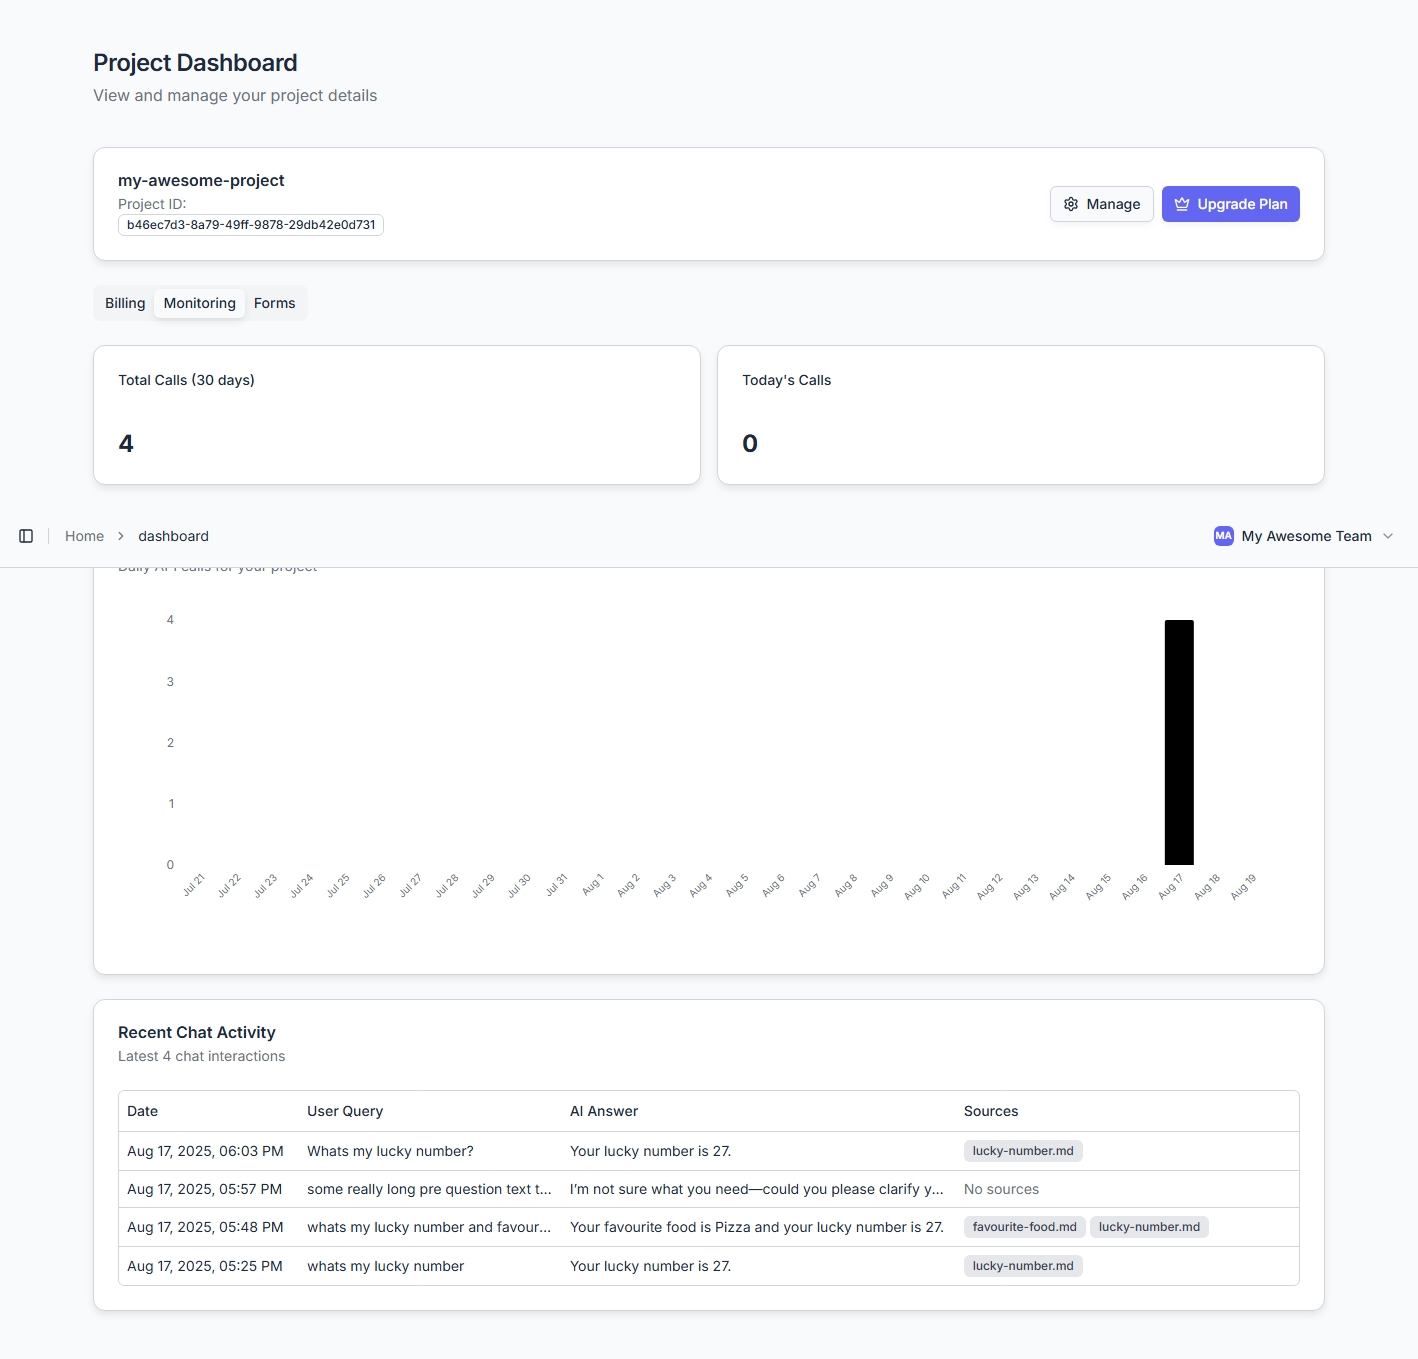 Project Dashboard
View and manage your project details
my-awesome-project
Project ID:
b46ec7d3-8a79-49ff-9878-29db42e0d731
Manage
Upgrade Plan
Billing
Monitoring
Forms
Total Calls (30 days)
4
Today's Calls
0
Home
dashboard
MA
My Awesome Team
Daily API calls for your project
4
3
2
1
0
Jul 21
Jul 22
Jul 23
Jul 24
Jul 25
Jul 26
Jul 27
Jul 28
Jul 29
Jul 30
Jul 31
Aug 1
Aug 2
Aug 3
Aug 4
Aug 5
Aug 6
Aug 7
Aug 8
Aug 9
Aug 10
Aug 11
Aug 12
Aug 13
Aug 14
Aug 15
Aug 16
Aug 17
Aug 18
Aug 19
Recent Chat Activity
Latest 4 chat interactions
Date User Query AI Answer Sources
Aug 17, 2025, 06:03 PM Whats my lucky number? Your lucky number is 27. lucky-number.md
Aug 17, 2025, 05:57 PM some really long pre question text t... I'm not sure what you need—could you please clarify y... No sources
Aug 17, 2025, 05:48 PM whats my lucky number and favour... Your favourite food is Pizza and your lucky number is 27. favourite-food.md lucky-number.md
Aug 17, 2025, 05:25 PM whats my lucky number Your lucky number is 27. lucky-number.md